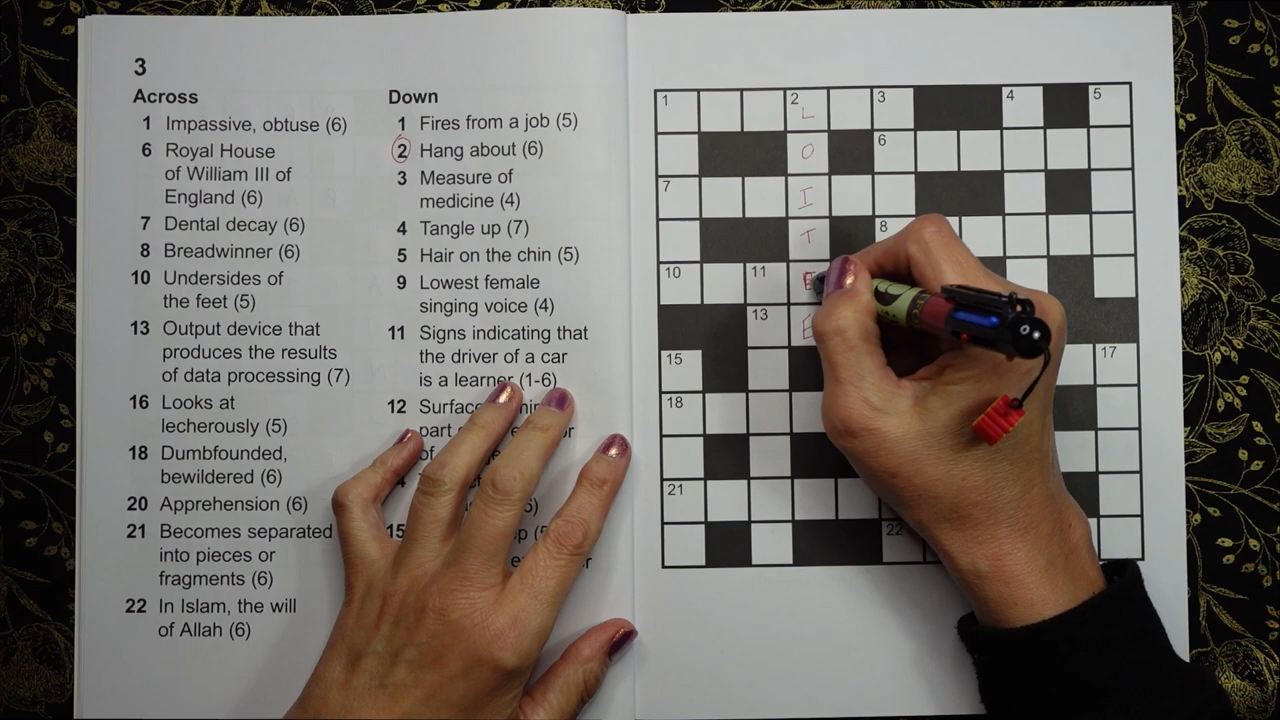 3
Across
1 Impassive, obtuse (6)
6 Royal House
of William III of
England (6)
7 Dental decay (6)
8 Breadwinner (6)
10 Undersides of
the feet (5)
13 Output device that
produces the results
of data processing (7)
16 Looks at
lecherously (5)
18 Dumbfounded,
bewildered (6)
20 Apprehension (6)
21 Becomes separated
into pieces or
fragments (6)
22 In Islam, the will
of Allah (6)
Down
1 Fires from a job (5)
2 Hang about (6)
3 Measure of
medicine (4)
4 Tangle up (7)
5 Hair on the chin (5)
9 Lowest female
singing voice (4)
11 Signs indicating that
the driver of a car
is a learner (1-6)
12
part
of
15
1 2 3 4 5
L
6
O
7
I
8
T
10 11
E
13
E
15 17
18
21
22